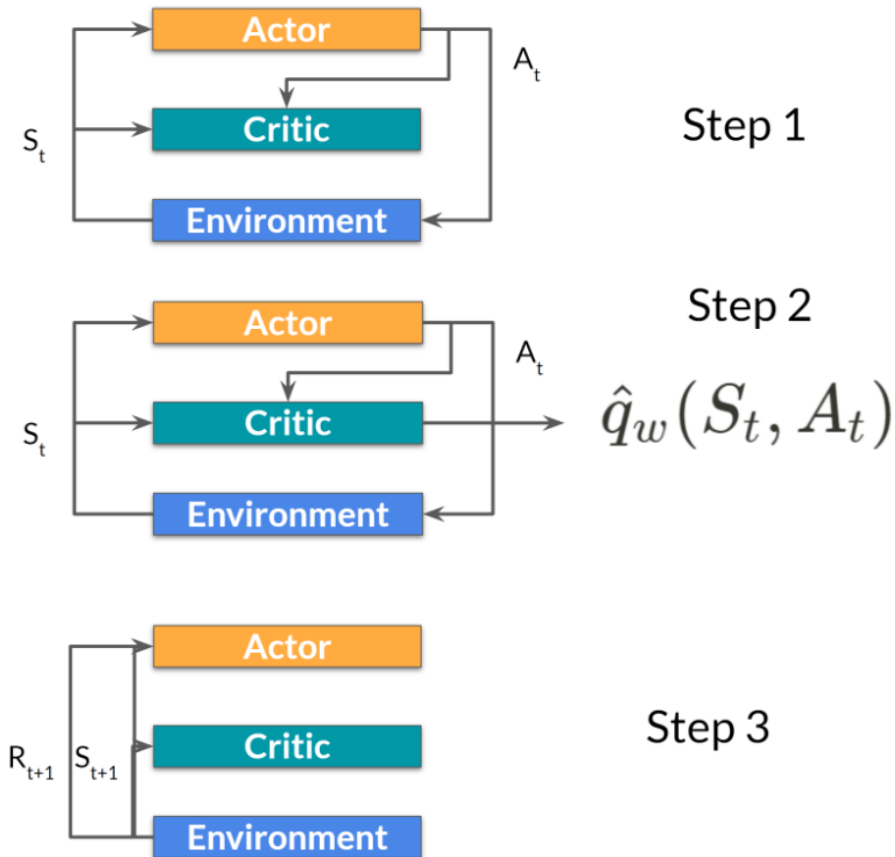 Actor
A_t
Critic
Step 1
S_t
Environment
Step 2
Actor
A_t
q̂_w(S_t, A_t)
Critic
S_t
Environment
Actor
Step 3
Critic
R_{t+1} S_{t+1}
Environment